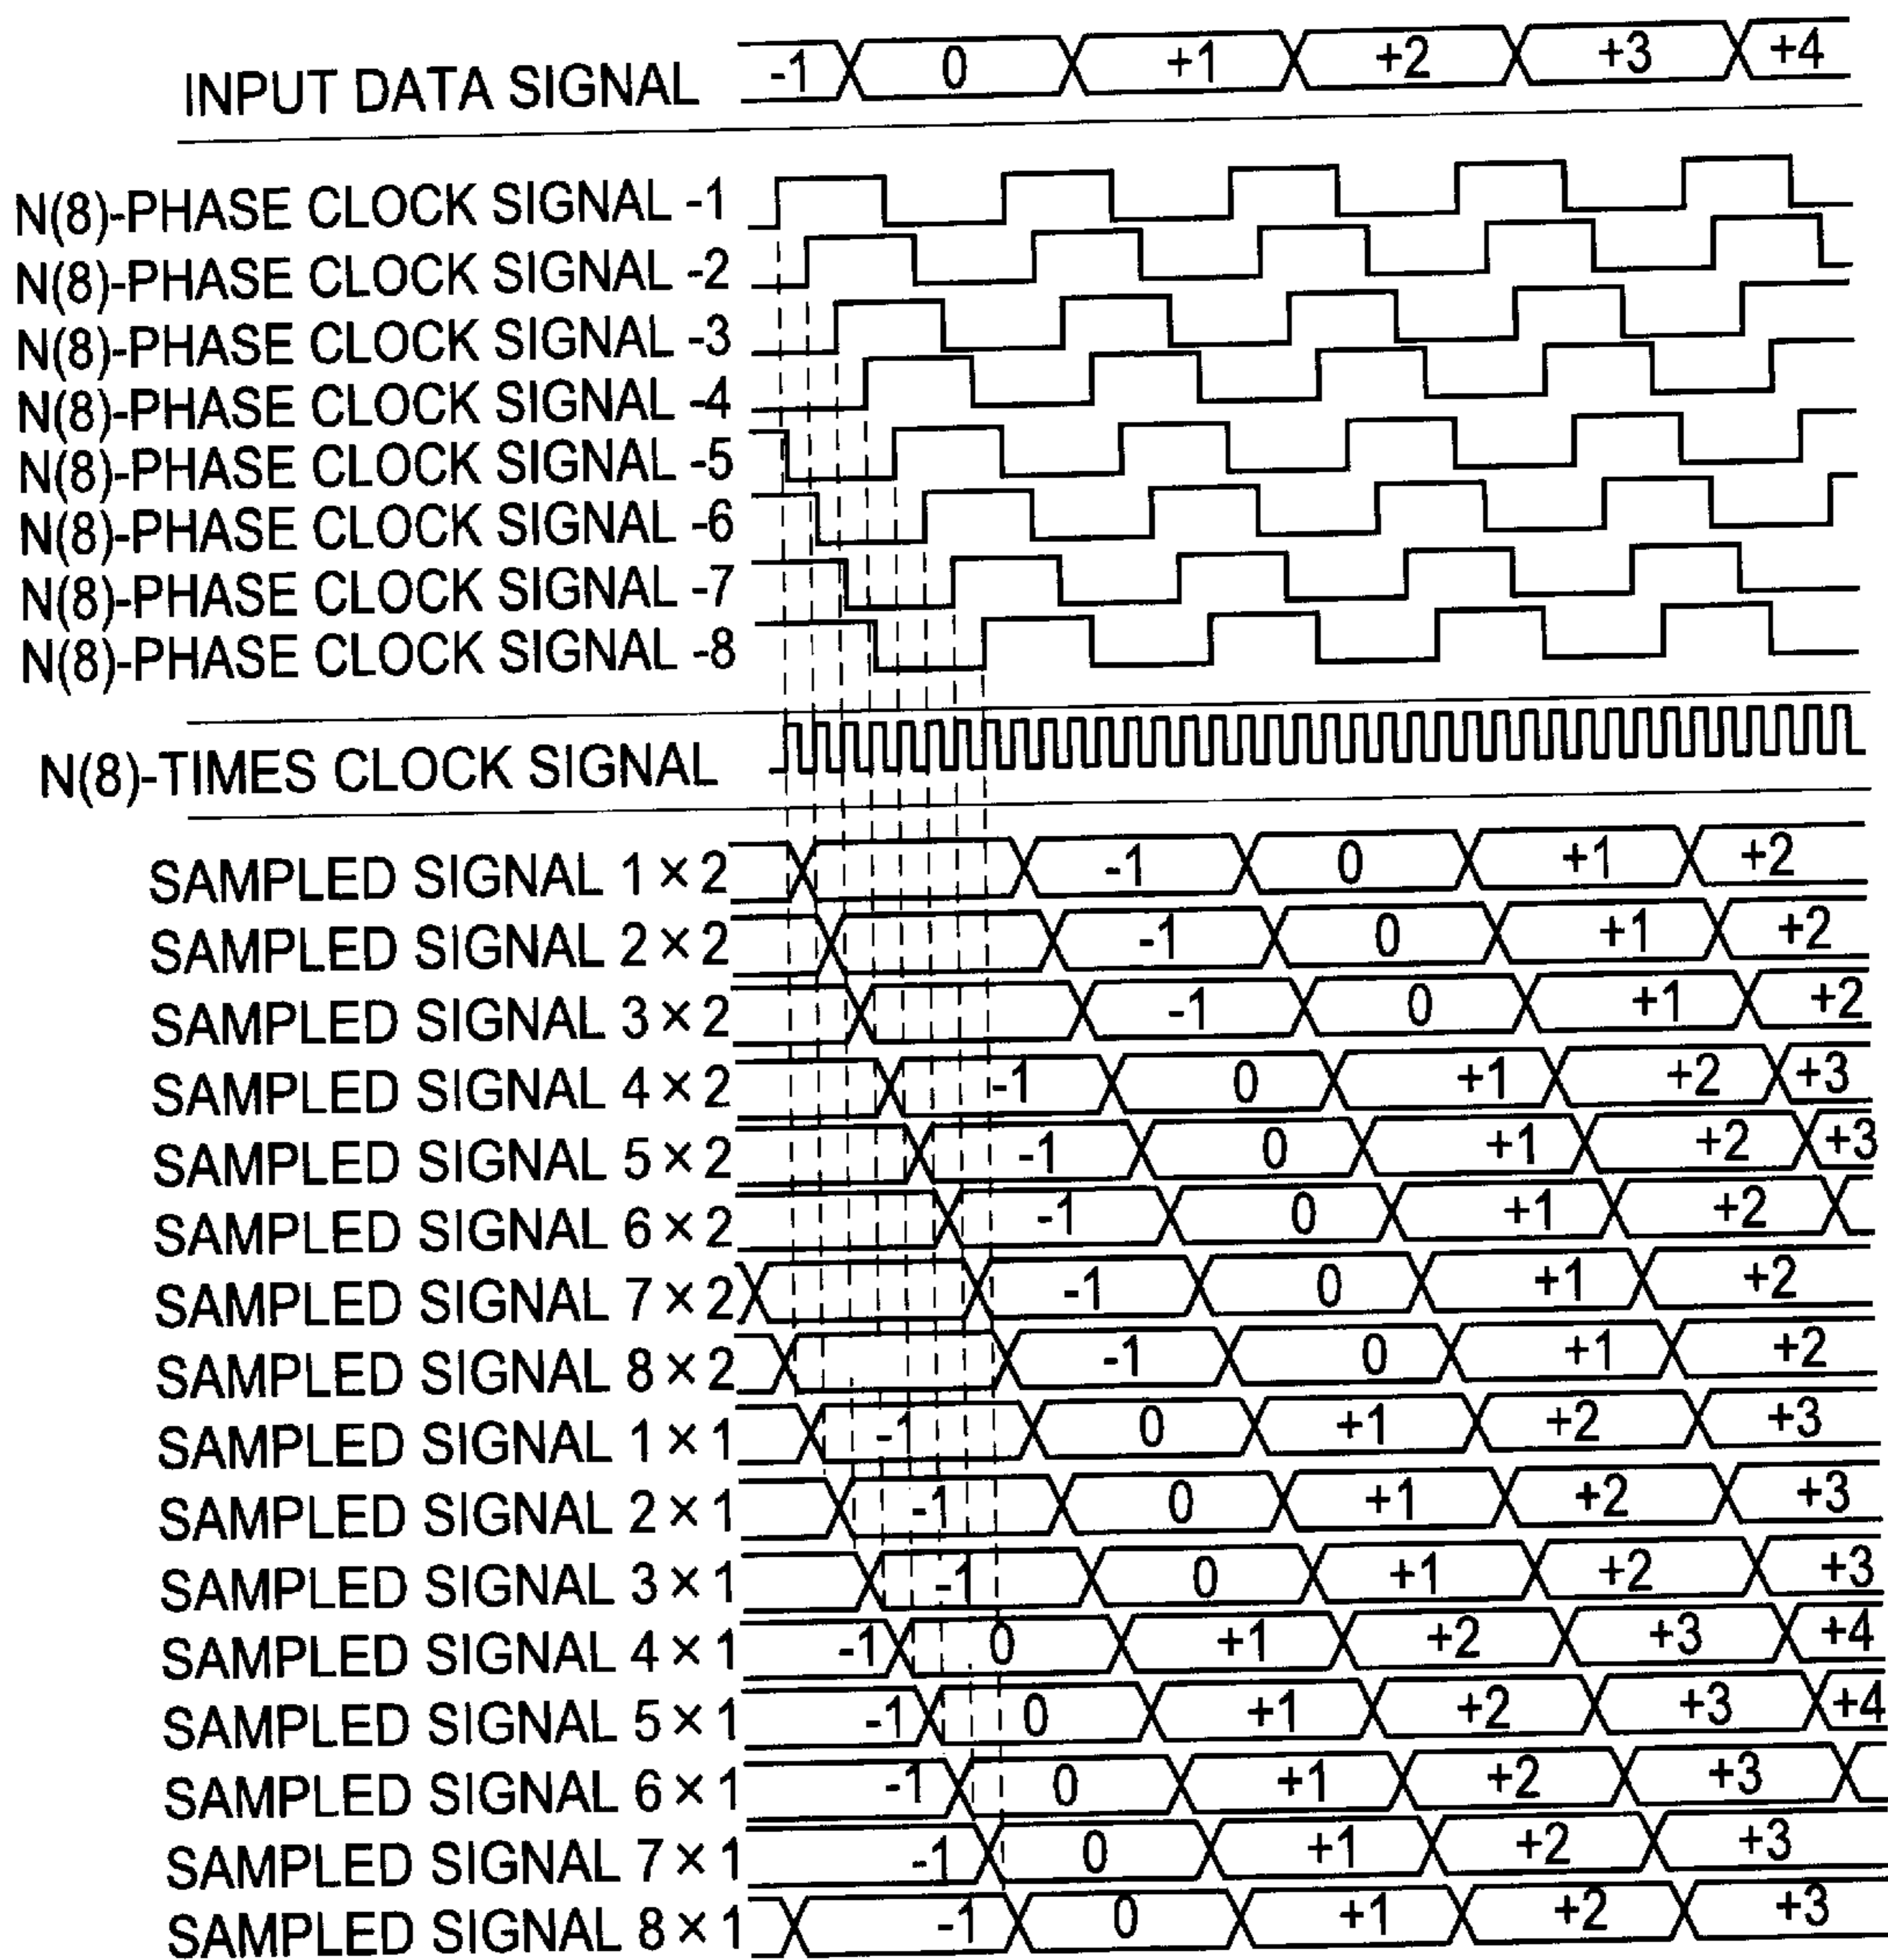 INPUT DATA SIGNAL -1 0 +1 +2 +3 +4
N(8)-PHASE CLOCK SIGNAL -1
N(8)-PHASE CLOCK SIGNAL -2
N(8)-PHASE CLOCK SIGNAL -3
N(8)-PHASE CLOCK SIGNAL -4
N(8)-PHASE CLOCK SIGNAL -5
N(8)-PHASE CLOCK SIGNAL -6
N(8)-PHASE CLOCK SIGNAL -7
N(8)-PHASE CLOCK SIGNAL -8
N(8)-TIMES CLOCK SIGNAL
SAMPLED SIGNAL 1 × 2 -1 0 +1 +2
SAMPLED SIGNAL 2 × 2 -1 0 +1 +2
SAMPLED SIGNAL 3 × 2 -1 0 +1 +2
SAMPLED SIGNAL 4 × 2 -1 0 +1 +2 +3
SAMPLED SIGNAL 5 × 2 -1 0 +1 +2 +3
SAMPLED SIGNAL 6 × 2 -1 0 +1 +2
SAMPLED SIGNAL 7 × 2 -1 0 +1 +2
SAMPLED SIGNAL 8 × 2 -1 0 +1 +2
SAMPLED SIGNAL 1 × 1 -1 0 +1 +2 +3
SAMPLED SIGNAL 2 × 1 -1 0 +1 +2 +3
SAMPLED SIGNAL 3 × 1 -1 0 +1 +2 +3
SAMPLED SIGNAL 4 × 1 -1 0 +1 +2 +3 +4
SAMPLED SIGNAL 5 × 1 -1 0 +1 +2 +3 +4
SAMPLED SIGNAL 6 × 1 -1 0 +1 +2 +3
SAMPLED SIGNAL 7 × 1 -1 0 +1 +2 +3
SAMPLED SIGNAL 8 × 1 -1 0 +1 +2 +3